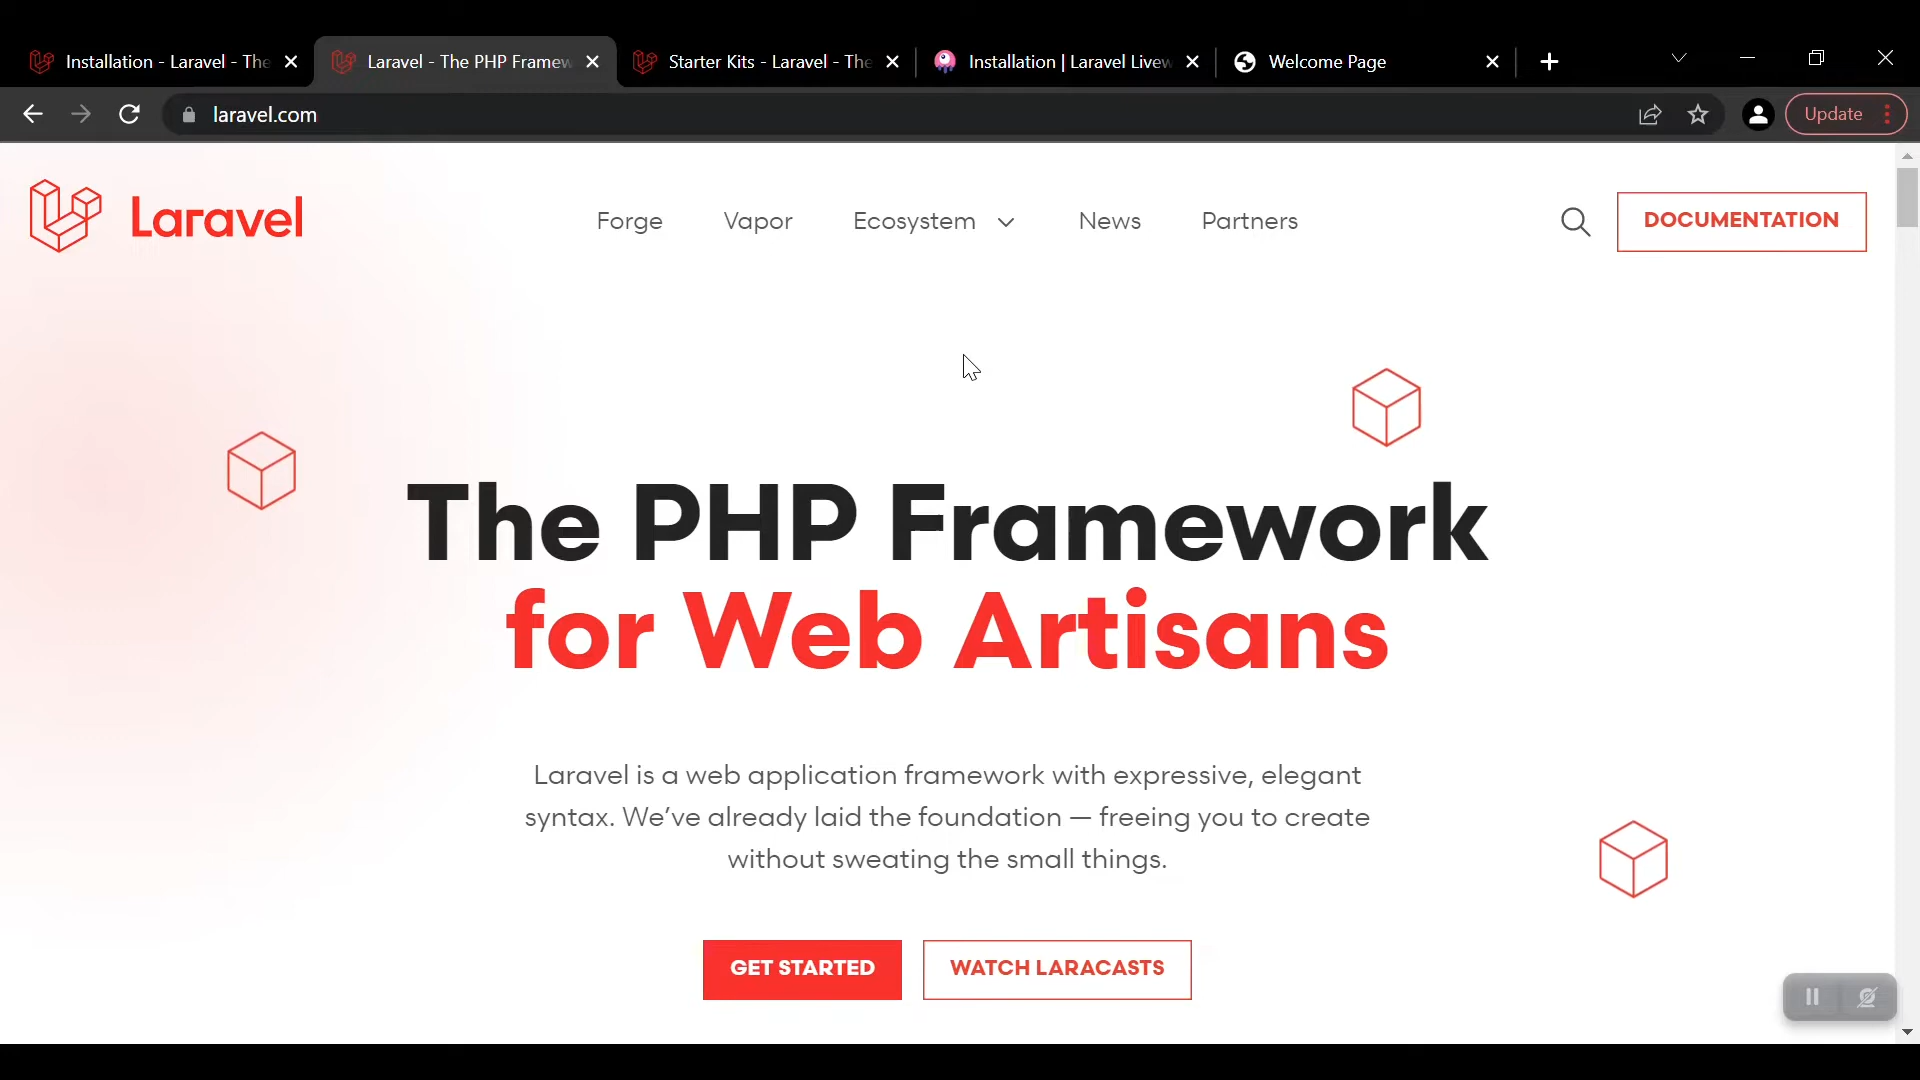 Installation - Laravel - The
Laravel - The PHP Framew
Starter Kits - Laravel - The
Installation | Laravel Livew
Welcome Page
laravel.com
Update
Laravel
Forge
Vapor
Ecosystem
News
Partners
DOCUMENTATION
The PHP Framework
for Web Artisans
Laravel is a web application framework with expressive, elegant
syntax. We've already laid the foundation — freeing you to create
without sweating the small things.
GET STARTED
WATCH LARACASTS